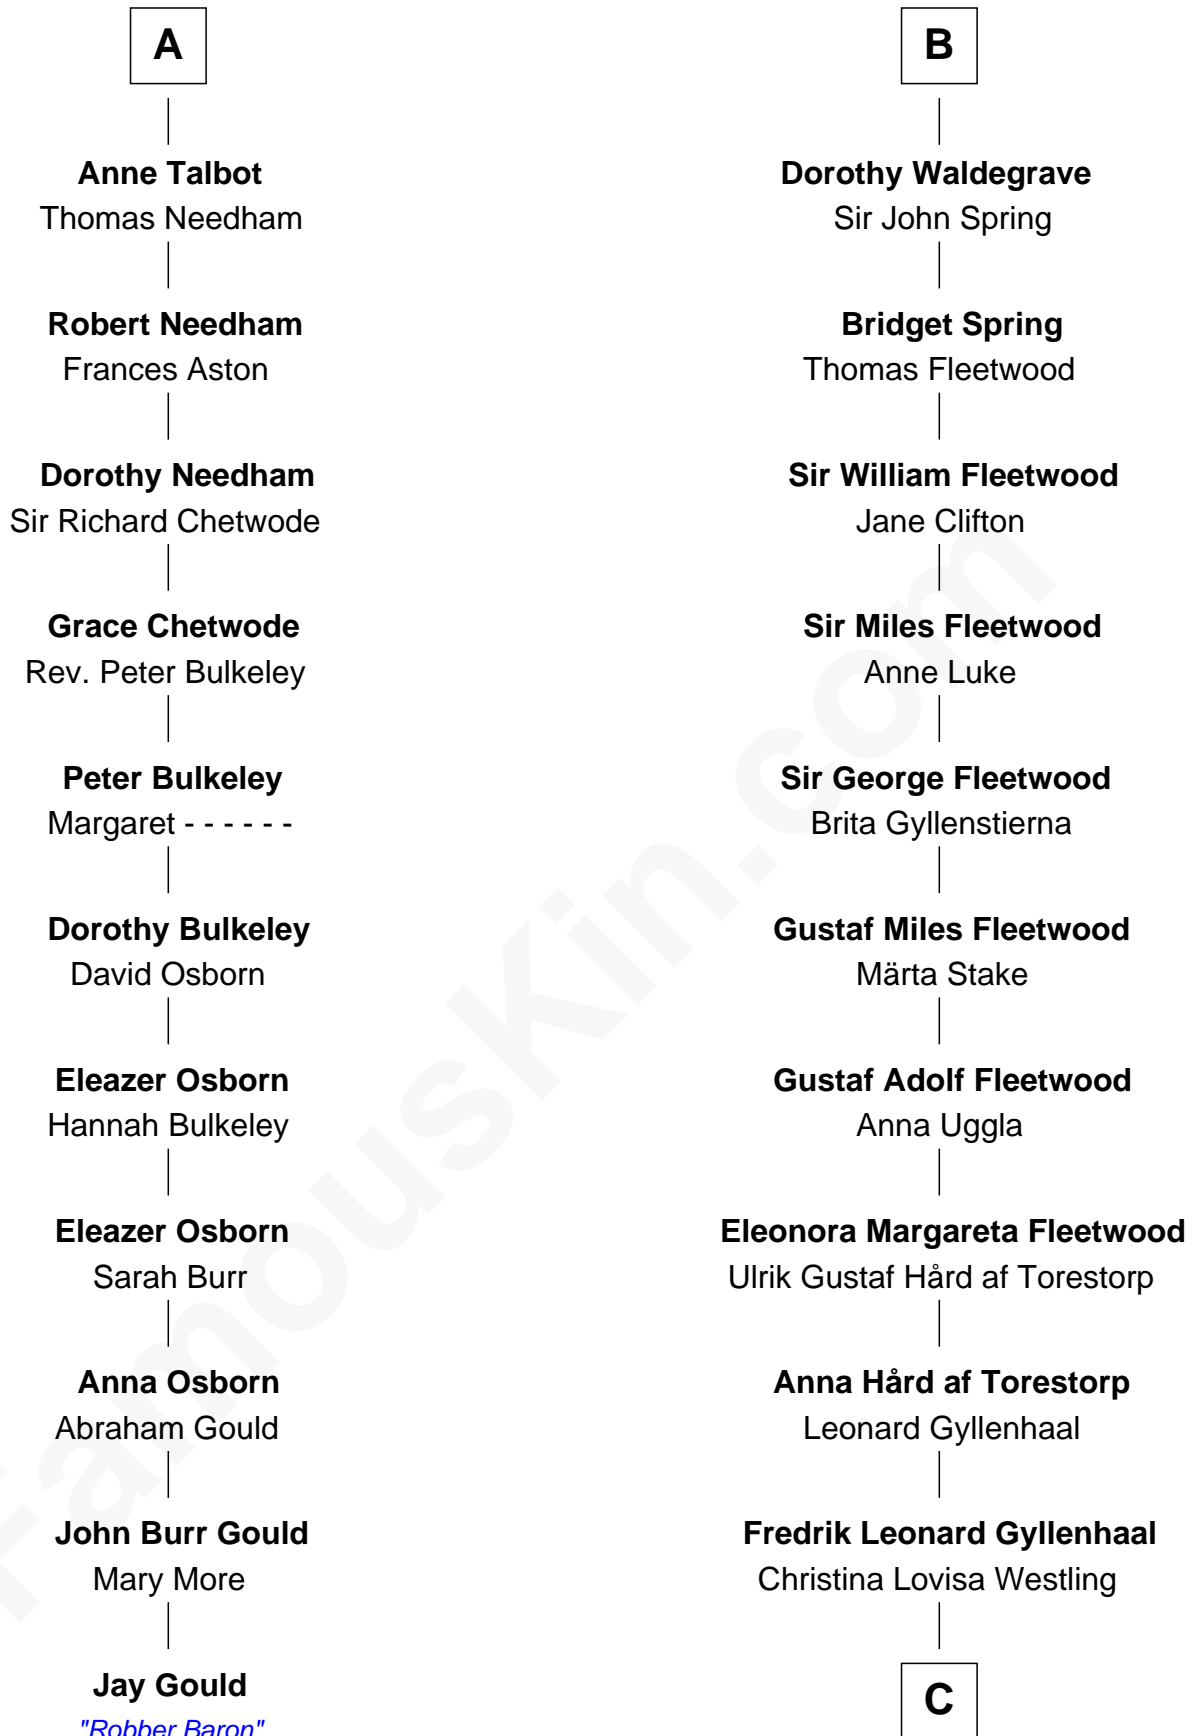 A
Anne Talbot
Thomas Needham
Robert Needham
Frances Aston
Dorothy Needham
Sir Richard Chetwode
Grace Chetwode
Rev. Peter Bulkeley
Peter Bulkeley
Margaret - - - - - -
Dorothy Bulkeley
David Osborn
Eleazer Osborn
Hannah Bulkeley
Eleazer Osborn
Sarah Burr
Anna Osborn
Abraham Gould
John Burr Gould
Mary More
Jay Gould
"Robber Baron"
B
Dorothy Waldegrave
Sir John Spring
Bridget Spring
Thomas Fleetwood
Sir William Fleetwood
Jane Clifton
Sir Miles Fleetwood
Anne Luke
Sir George Fleetwood
Brita Gyllenstierna
Gustaf Miles Fleetwood
Märta Stake
Gustaf Adolf Fleetwood
Anna Uggla
Eleonora Margareta Fleetwood
Ulrik Gustaf Hård af Torestorp
Anna Hård af Torestorp
Leonard Gyllenhaal
Fredrik Leonard Gyllenhaal
Christina Lovisa Westling
C
FamousKin.com